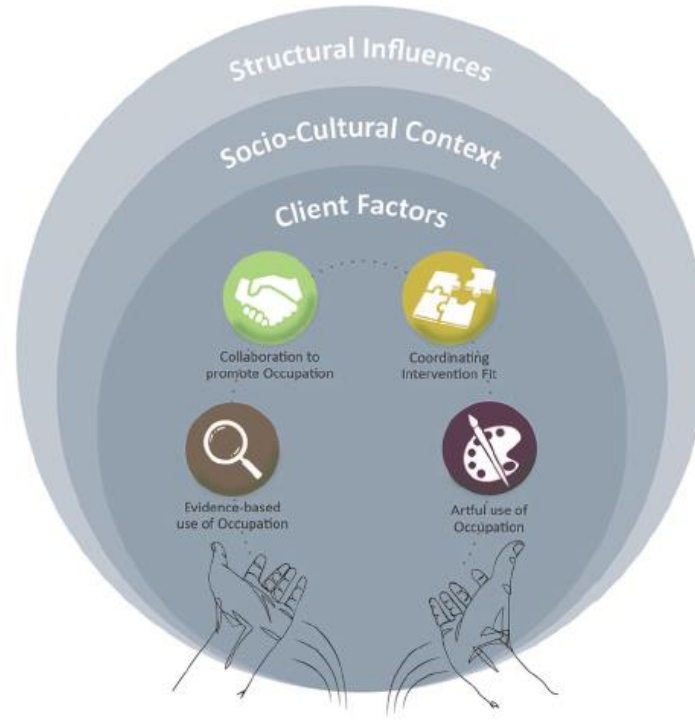 Structural Influences
Socio-Cultural Context
Client Factors
Collaboration to
promote Occupation
Coordinating
Intervention Fit
Evidence-based
use of Occupation
Artful use of
Occupation